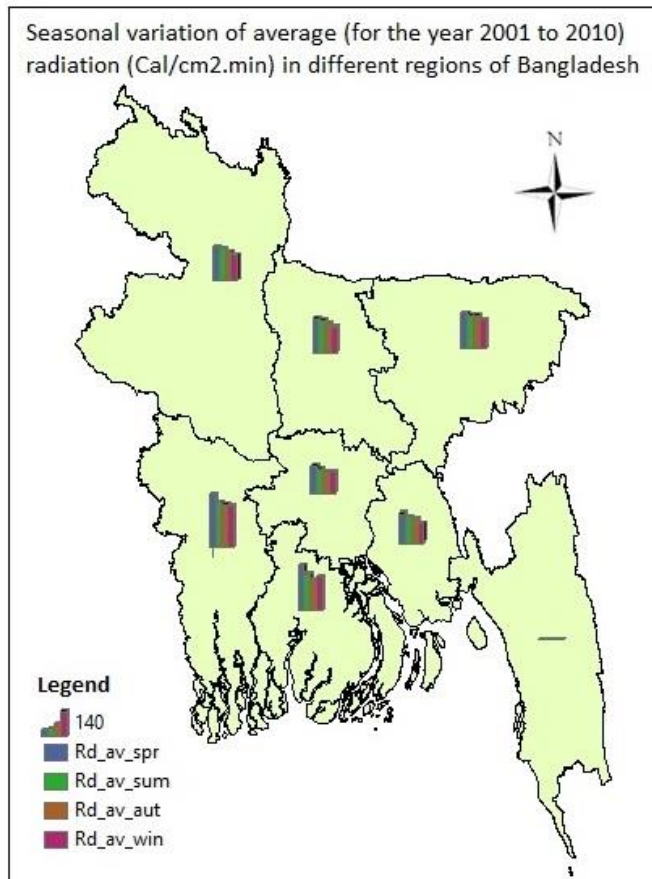 Seasonal variation of average (for the year 2001 to 2010)
radiation (Cal/cm2.min) in different regions of Bangladesh
N
Legend
140
Rd_av_spr
Rd_av_sum
Rd_av_aut
Rd_av_win